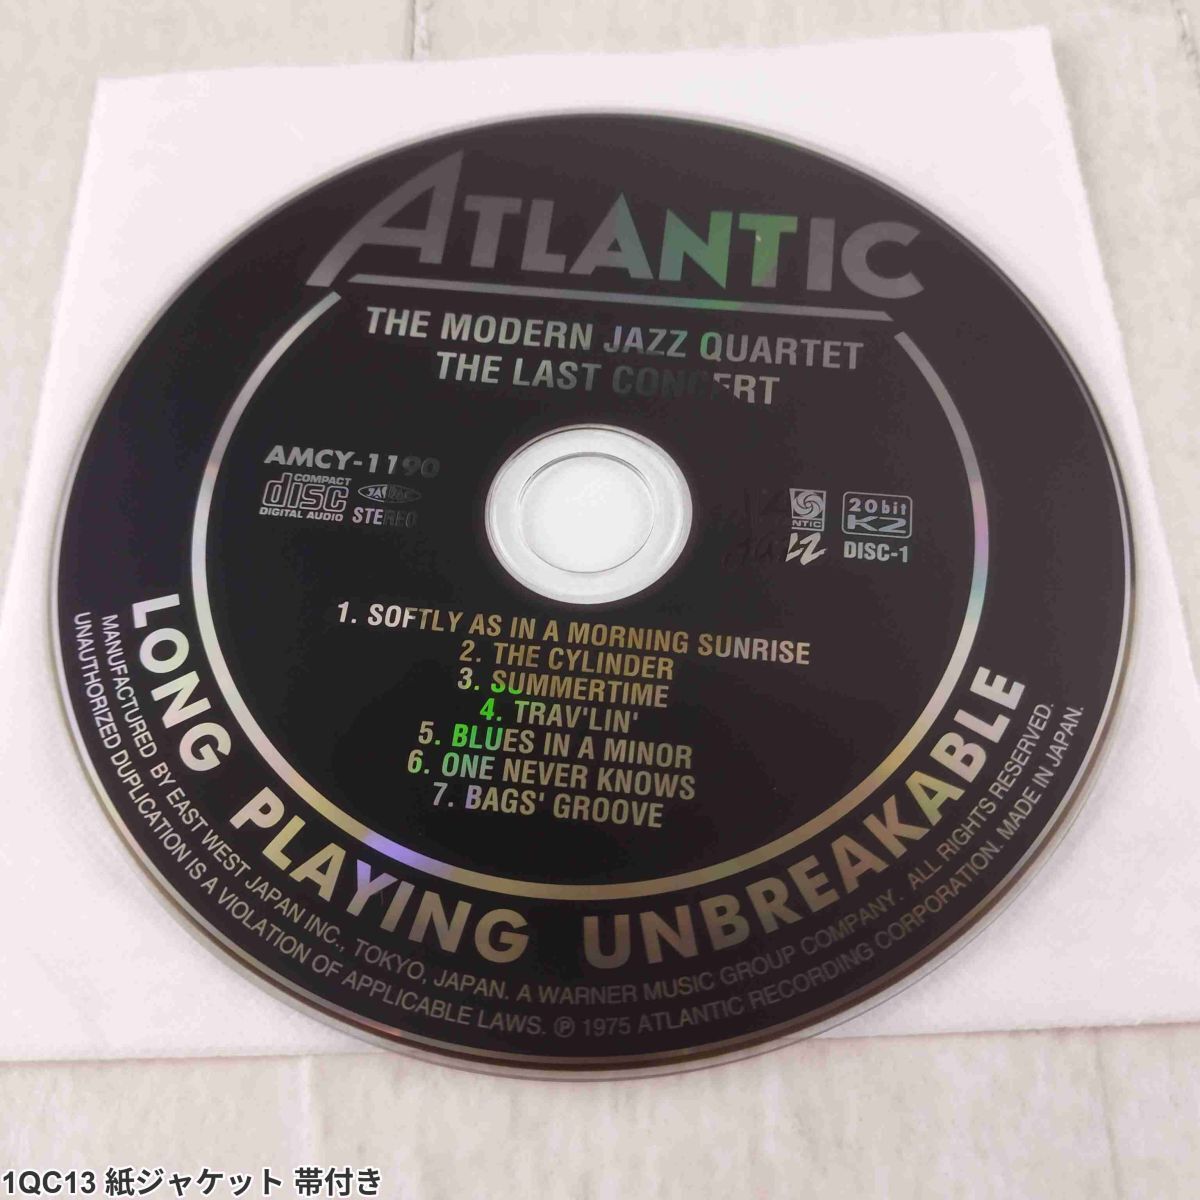 ATLANTIC
THE MODERN JAZZ QUARTET
THE LAST CONCERT
AMCY-1190
COMPACT
disc
DIGITAL AUDIO
STEREO
JASRAC
NTIC
20bit
K2
DISC-1
1. SOFTLY AS IN A MORNING SUNRISE
2. THE CYLINDER
3. SUMMERTIME
4. TRAV'LIN'
5. BLUES IN A MINOR
6. ONE NEVER KNOWS
7. BAGS' GROOVE
LONG PLAYING UNBREAKABLE
MANUFACTURED BY EAST WEST JAPAN INC., TOKYO, JAPAN. A WARNER MUSIC GROUP COMPANY. ALL RIGHTS RESERVED.
UNAUTHORIZED DUPLICATION IS A VIOLATION OF APPLICABLE LAWS. ℗ 1975 ATLANTIC RECORDING CORPORATION. MADE IN JAPAN.
1QC13 紙ジャケット 帯付き